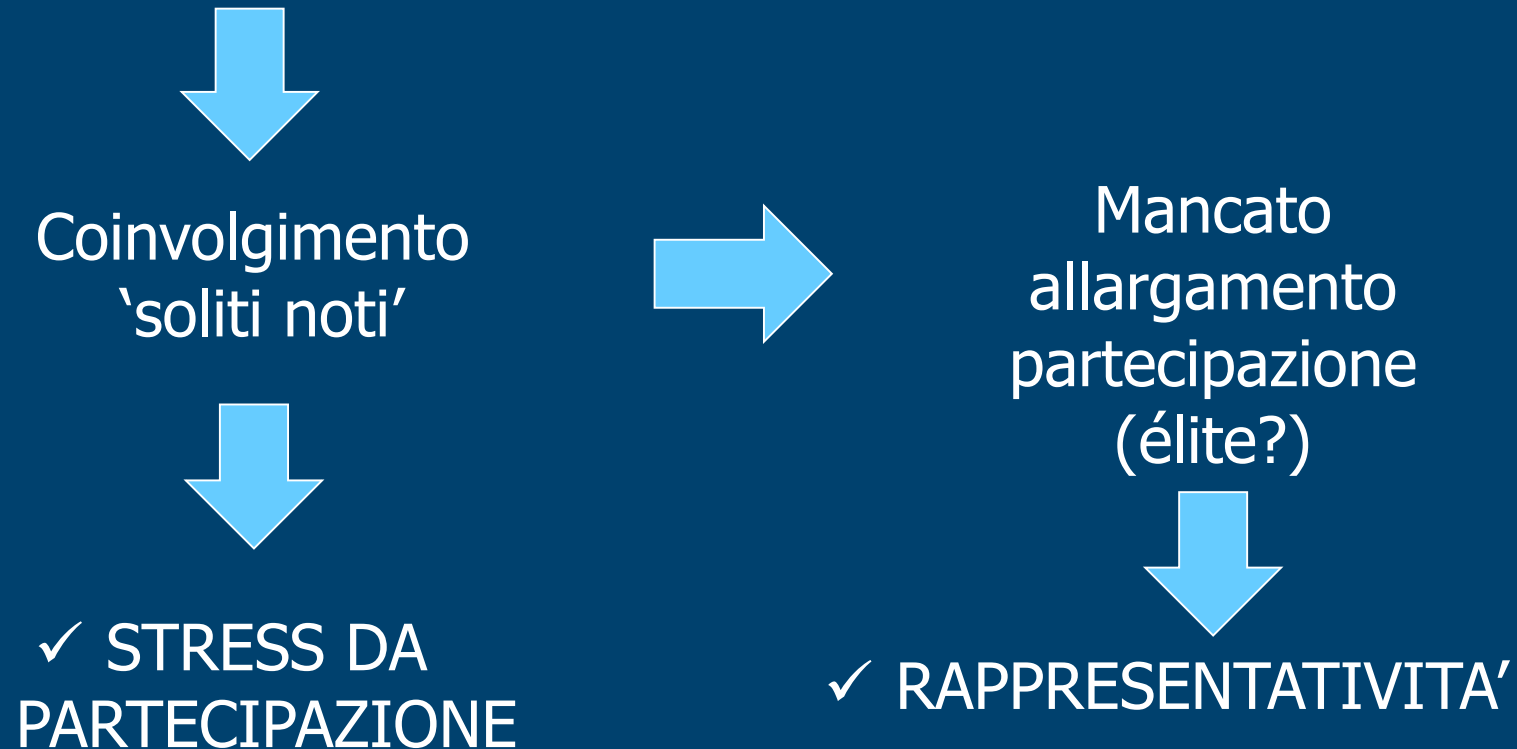 Coinvolgimento
‘soliti noti’
Mancato
allargamento
partecipazione
(élite?)
✓ STRESS DA
PARTECIPAZIONE
✓ RAPPRESENTATIVITA’